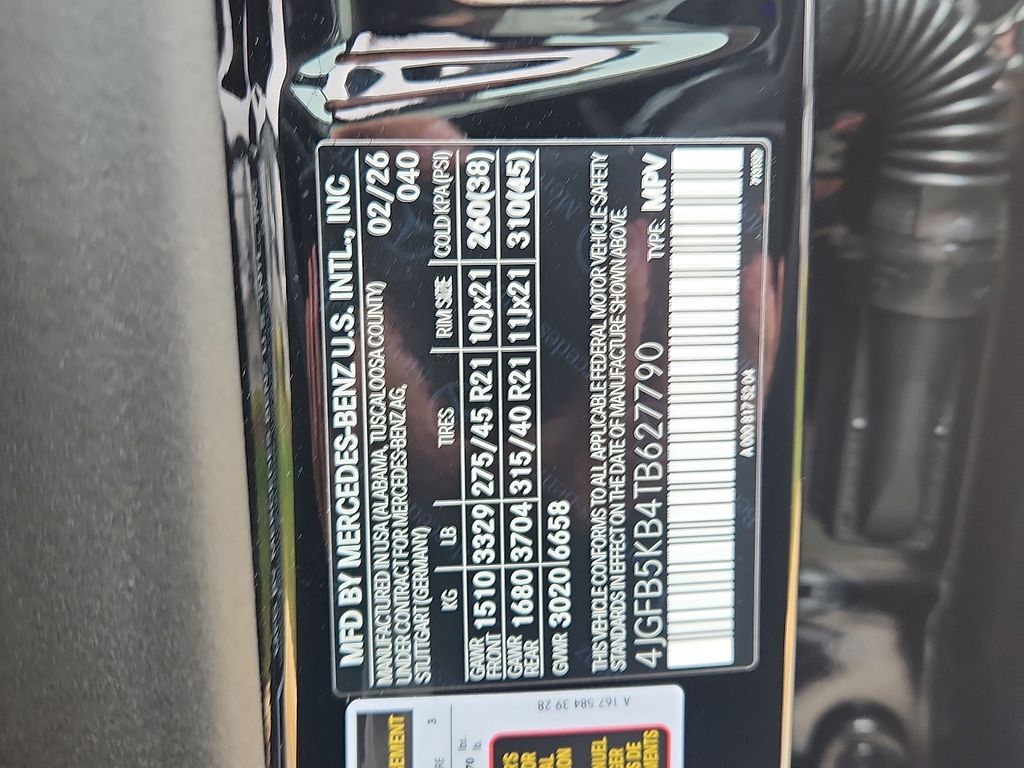 MFD BY MERCEDES-BENZ U.S. INTL., INC
MANUFACTURED IN USA (ALABAMA, TUSCALOOSA COUNTY) 02//26
UNDER CONTRACT FOR MERCEDES-BENZ AG, 040
STUTTGART (GERMANY)
KG LB TIRES RIM SIZE COLD KPA(PSI)
GAWR FRONT 1510 3329 275/45 R21 10Jx21 260(38)
GAWR REAR 1680 3704 315/40 R21 11Jx21 310(45)
GVWR 3020 6658
THIS VEHICLE CONFORMS TO ALL APPLICABLE FEDERAL MOTOR VEHICLE SAFETY
STANDARDS IN EFFECT ON THE DATE OF MANUFACTURE SHOWN ABOVE.
4JGFB5KB4TB627790 TYPE: MPV
A 000 817 52 04
A 167 584 39 28